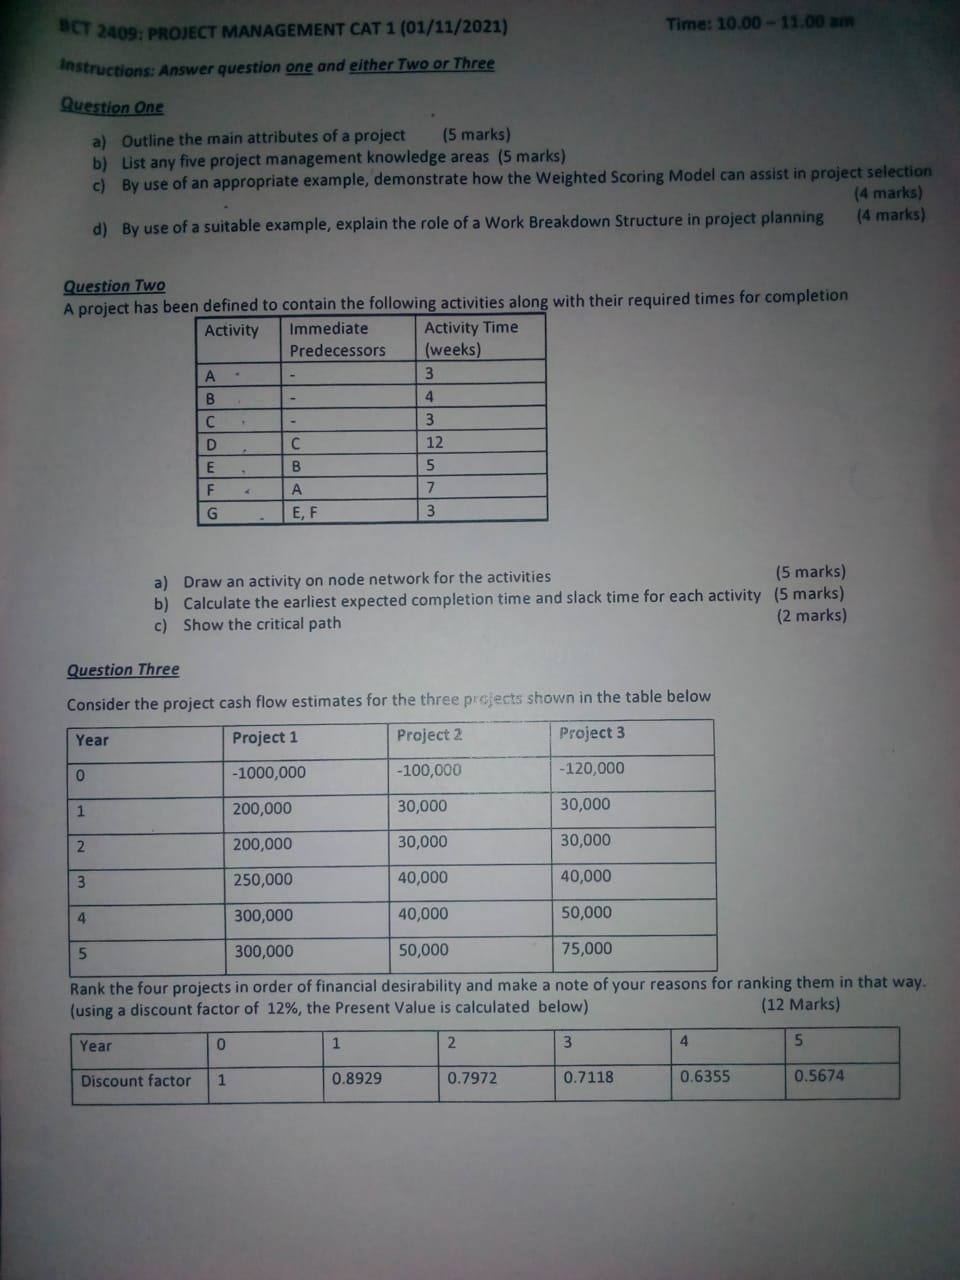 BCT 2409: PROJECT MANAGEMENT CAT 1 (01/11/2021) Time: 10.00 – 11.00 am
Instructions: Answer question one and either Two or Three
Question One
a) Outline the main attributes of a project (5 marks)
b) List any five project management knowledge areas (5 marks)
c) By use of an appropriate example, demonstrate how the Weighted Scoring Model can assist in project selection
(4 marks)
d) By use of a suitable example, explain the role of a Work Breakdown Structure in project planning (4 marks)
Question Two
A project has been defined to contain the following activities along with their required times for completion
Activity Immediate Predecessors Activity Time (weeks)
A - 3
B - 4
C - 3
D C 12
E B 5
F A 7
G E, F 3
a) Draw an activity on node network for the activities (5 marks)
b) Calculate the earliest expected completion time and slack time for each activity (5 marks)
c) Show the critical path (2 marks)
Question Three
Consider the project cash flow estimates for the three projects shown in the table below
Year Project 1 Project 2 Project 3
0 -1000,000 -100,000 -120,000
1 200,000 30,000 30,000
2 200,000 30,000 30,000
3 250,000 40,000 40,000
4 300,000 40,000 50,000
5 300,000 50,000 75,000
Rank the four projects in order of financial desirability and make a note of your reasons for ranking them in that way.
(using a discount factor of 12%, the Present Value is calculated below) (12 Marks)
Year 0 1 2 3 4 5
Discount factor 1 0.8929 0.7972 0.7118 0.6355 0.5674